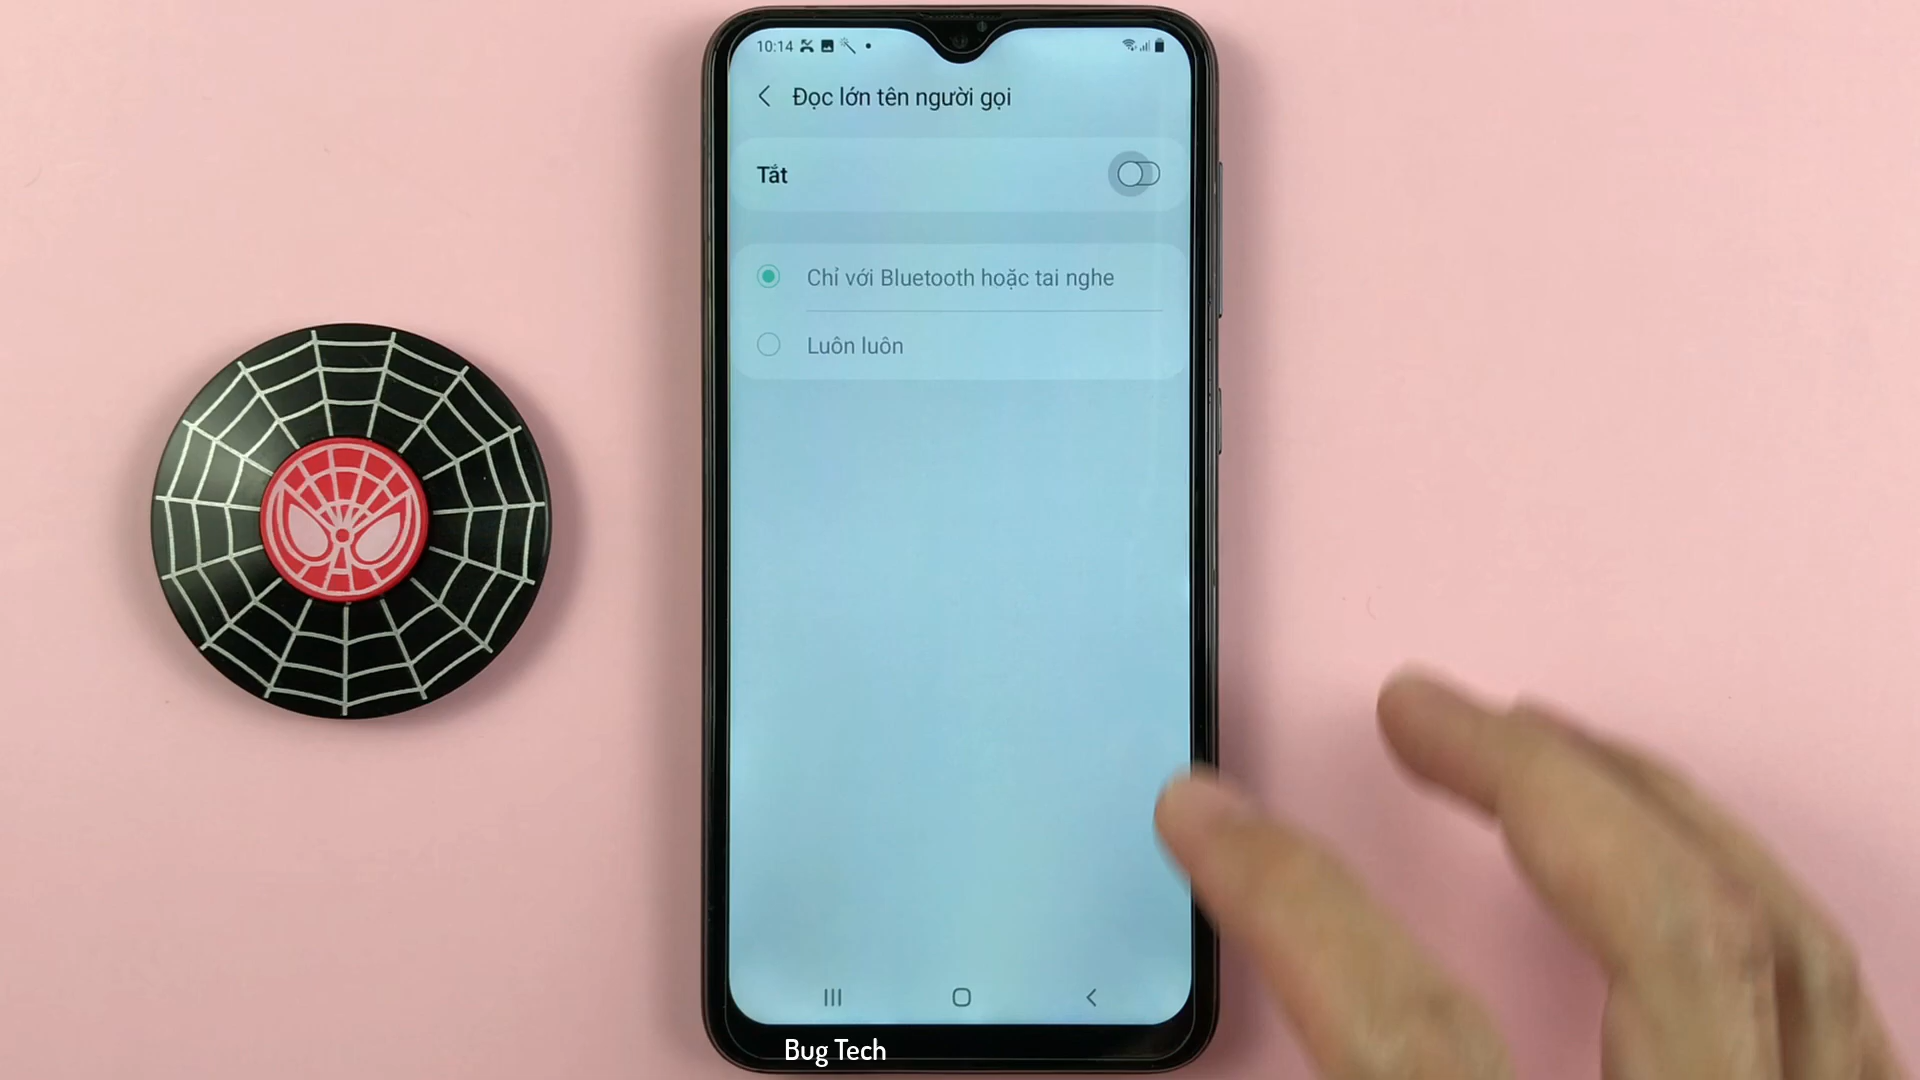 10:14
Đọc lớn tên người gọi
Tắt
Chỉ với Bluetooth hoặc tai nghe
Luôn luôn
Bug Tech